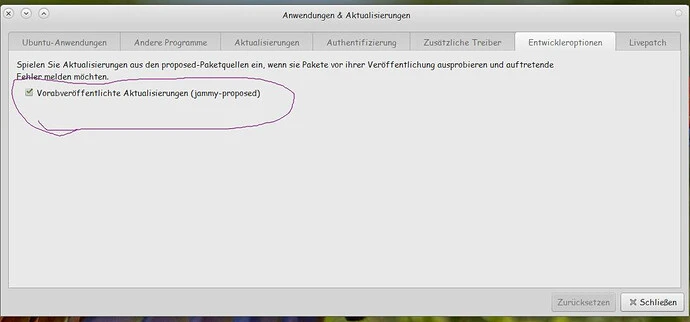 Anwendungen & Aktualisierungen
Ubuntu-Anwendungen
Andere Programme
Aktualisierungen
Authentifizierung
Zusätzliche Treiber
Entwickleroptionen
Livepatch
Spielen Sie Aktualisierungen aus den proposed-Paketquellen ein, wenn sie Pakete vor ihrer Veröffentlichung ausprobieren und auftretende
Fehler melden möchten.
Vorabveröffentlichte Aktualisierungen (jammy-proposed)
Zurücksetzen
Schließen